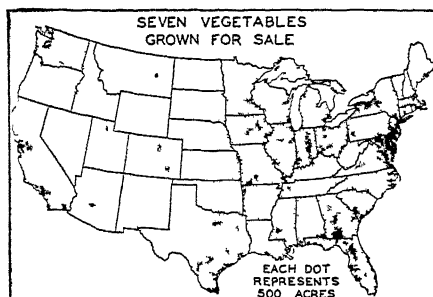 SEVEN VEGETABLES
GROWN FOR SALE
EACH DOT
REPRESENTS
500 ACRES